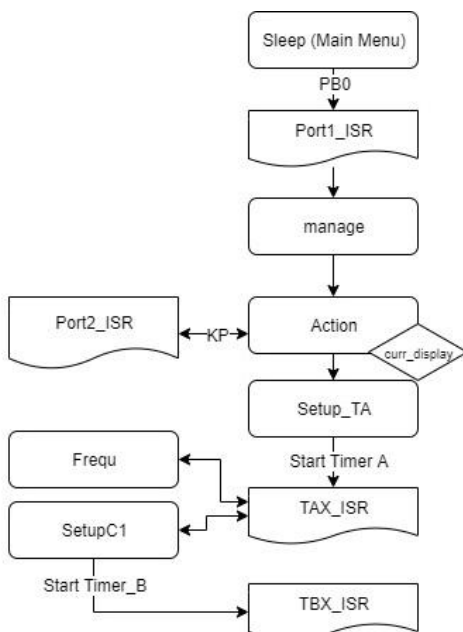 Sleep (Main Menu)
PB0
Port1_ISR
manage
Port2_ISR
KP
Action
curr_display
Setup_TA
Start Timer A
Frequ
TAX_ISR
SetupC1
Start Timer_B
TBX_ISR